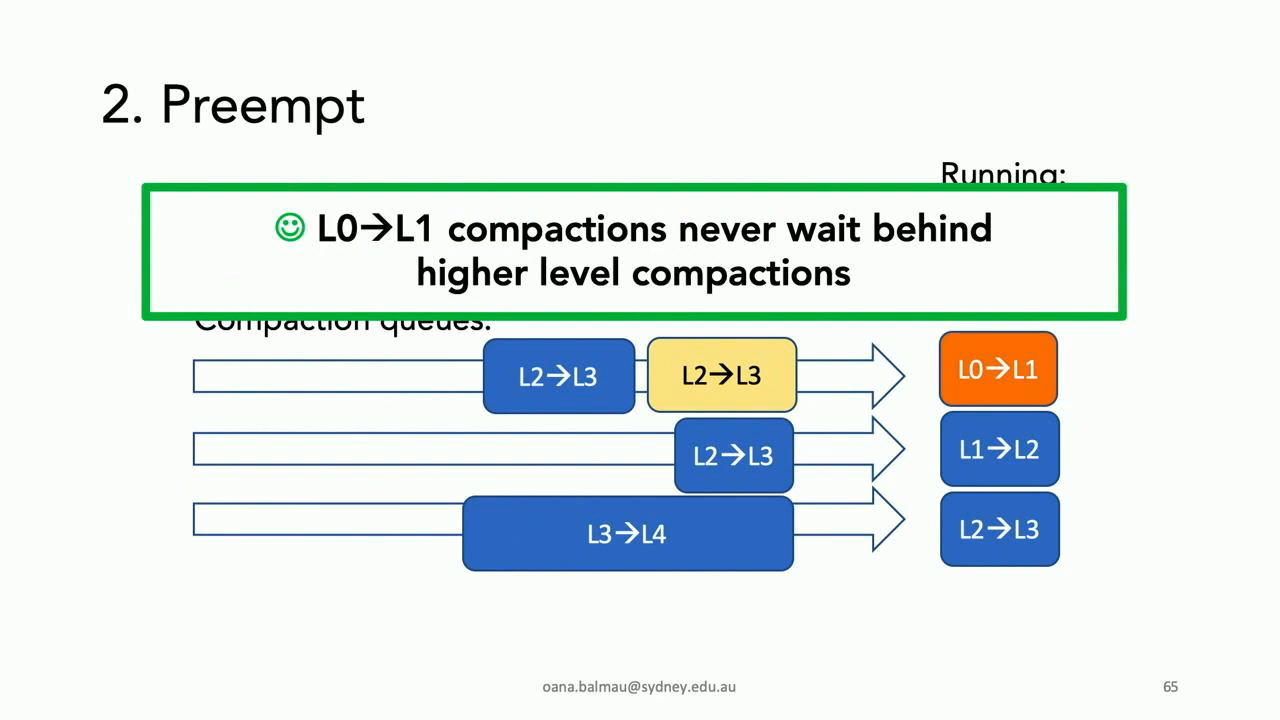 2. Preempt
Running:
☺ L0→L1 compactions never wait behind
higher level compactions
Compaction queues:
L2→L3
L2→L3
L0→L1
L2→L3
L1→L2
L3→L4
L2→L3
oana.balmau@sydney.edu.au
65